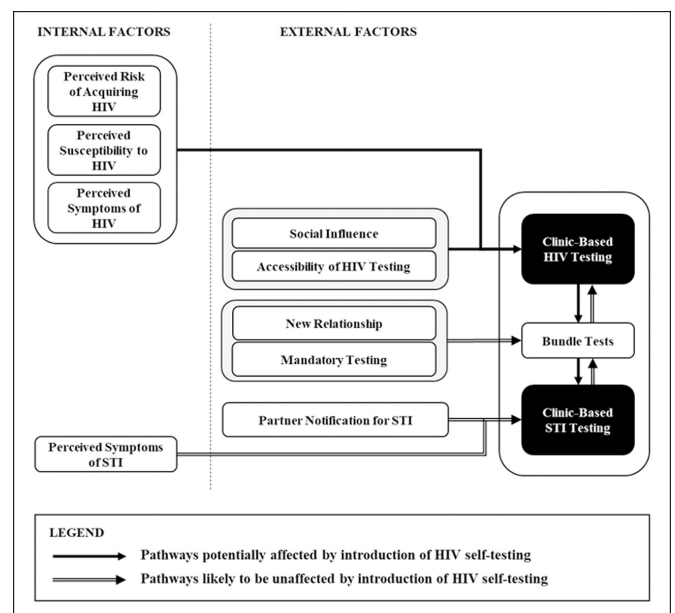 INTERNAL FACTORS
EXTERNAL FACTORS
Perceived Risk
of Acquiring
HIV
Perceived
Susceptibility to
HIV
Perceived
Symptoms of
HIV
Social Influence
Accessibility of HIV Testing
New Relationship
Mandatory Testing
Partner Notification for STI
Perceived Symptoms
of STI
Clinic-Based
HIV Testing
Bundle Tests
Clinic-Based
STI Testing
LEGEND
Pathways potentially affected by introduction of HIV self-testing
Pathways likely to be unaffected by introduction of HIV self-testing